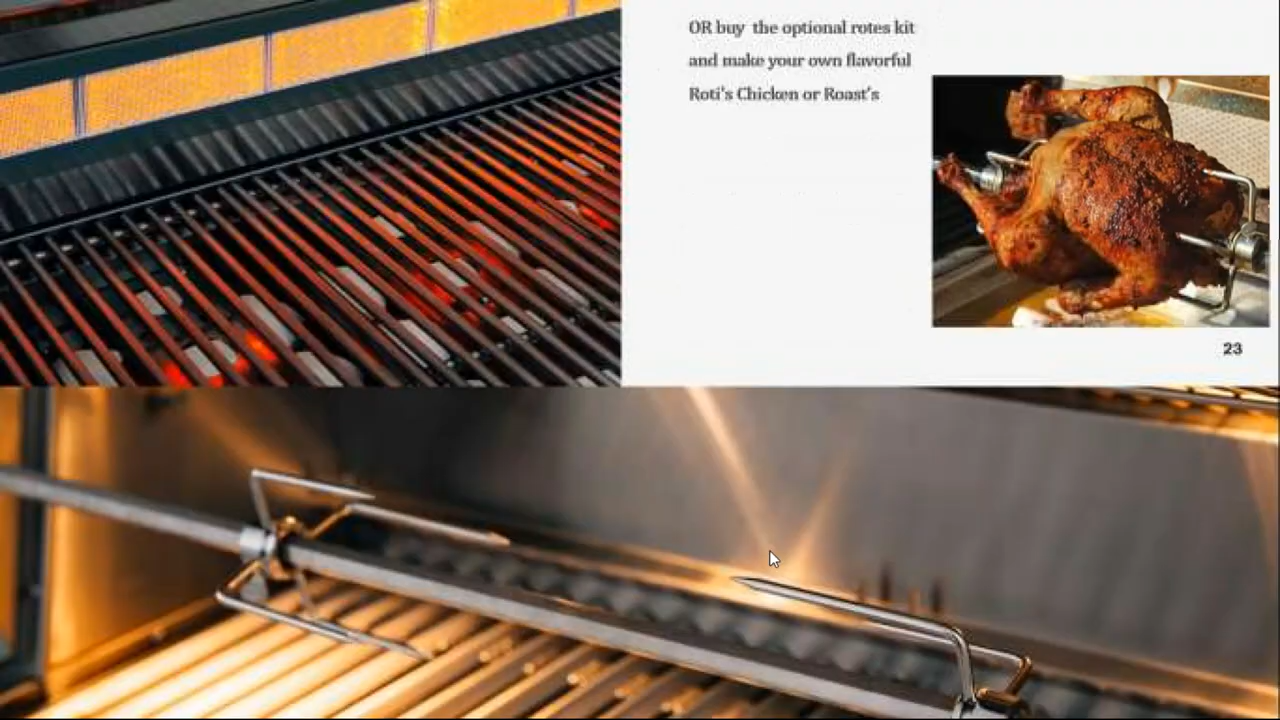 OR buy  the optional rotes kit
and make your own flavorful
Roti's Chicken or Roast's
23